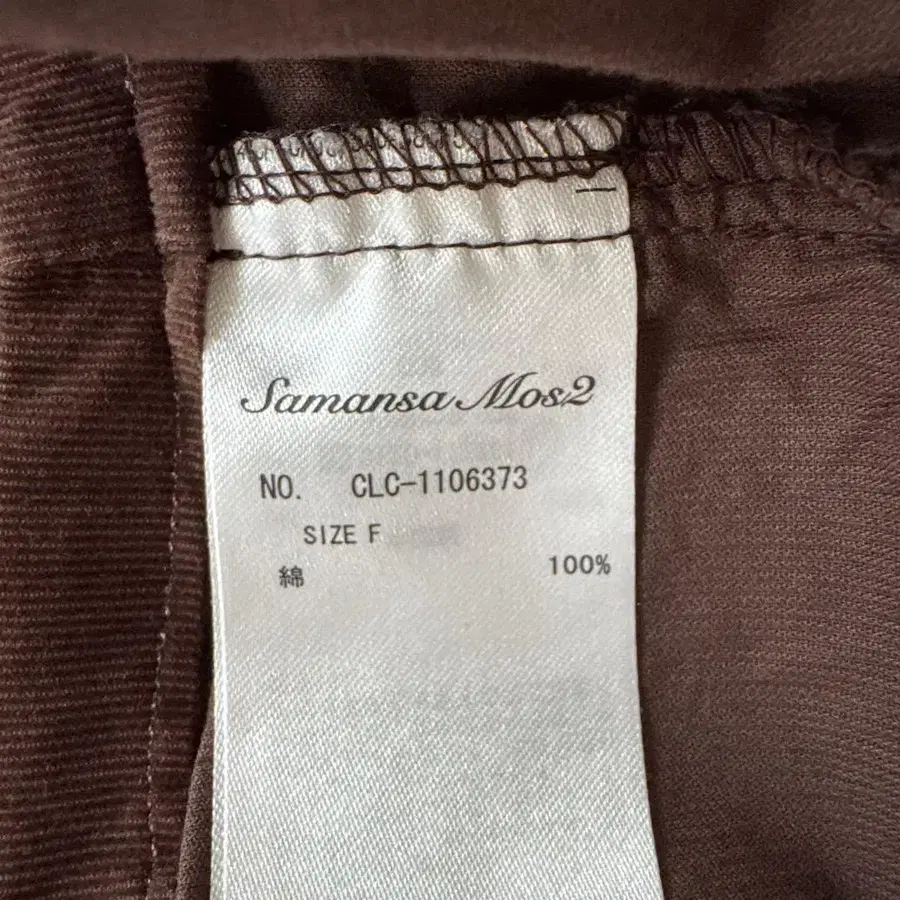 Samansa Mos2
NO. CLC-1106373
SIZE F
綿 100%